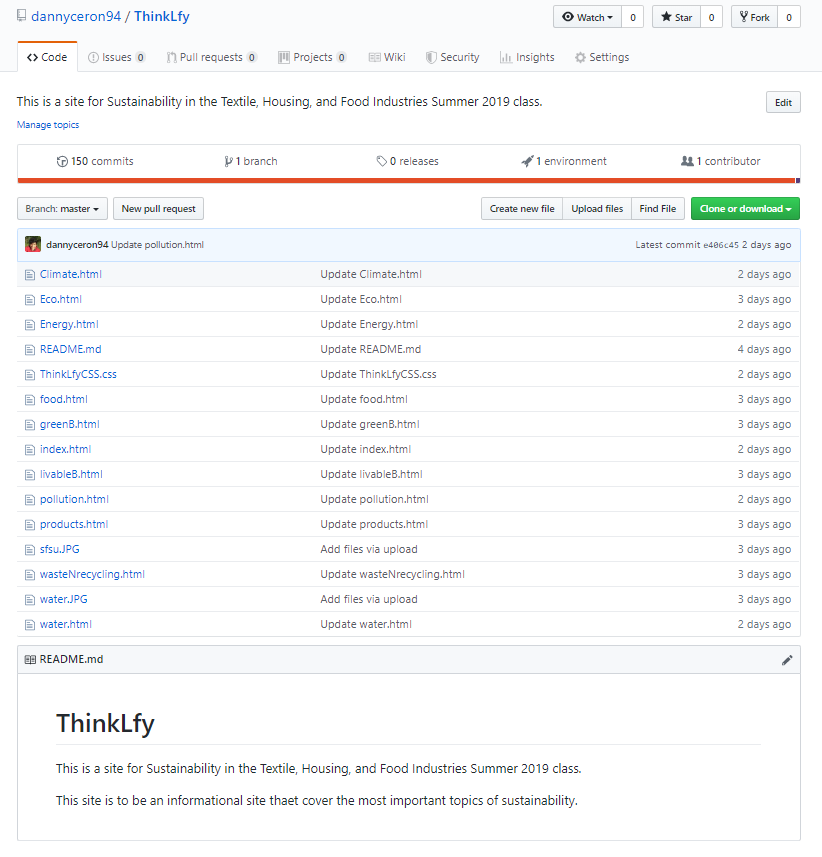 dannyceron94 / ThinkLfy Watch 0 Star 0 Fork 0
Code Issues 0 Pull requests 0 Projects 0 Wiki Security Insights Settings
This is a site for Sustainability in the Textile, Housing, and Food Industries Summer 2019 class. Edit
Manage topics
150 commits 1 branch 0 releases 1 environment 1 contributor
Branch: master New pull request Create new file Upload files Find File Clone or download
dannyceron94 Update pollution.html Latest commit e406c45 2 days ago
Climate.html Update Climate.html 2 days ago
Eco.html Update Eco.html 3 days ago
Energy.html Update Energy.html 2 days ago
README.md Update README.md 4 days ago
ThinkLfyCSS.css Update ThinkLfyCSS.css 2 days ago
food.html Update food.html 3 days ago
greenB.html Update greenB.html 3 days ago
index.html Update index.html 2 days ago
livableB.html Update livableB.html 3 days ago
pollution.html Update pollution.html 2 days ago
products.html Update products.html 3 days ago
sfsu.JPG Add files via upload 3 days ago
wasteNrecycling.html Update wasteNrecycling.html 3 days ago
water.JPG Add files via upload 3 days ago
water.html Update water.html 2 days ago
README.md
ThinkLfy
This is a site for Sustainability in the Textile, Housing, and Food Industries Summer 2019 class.
This site is to be an informational site thaet cover the most important topics of sustainability.